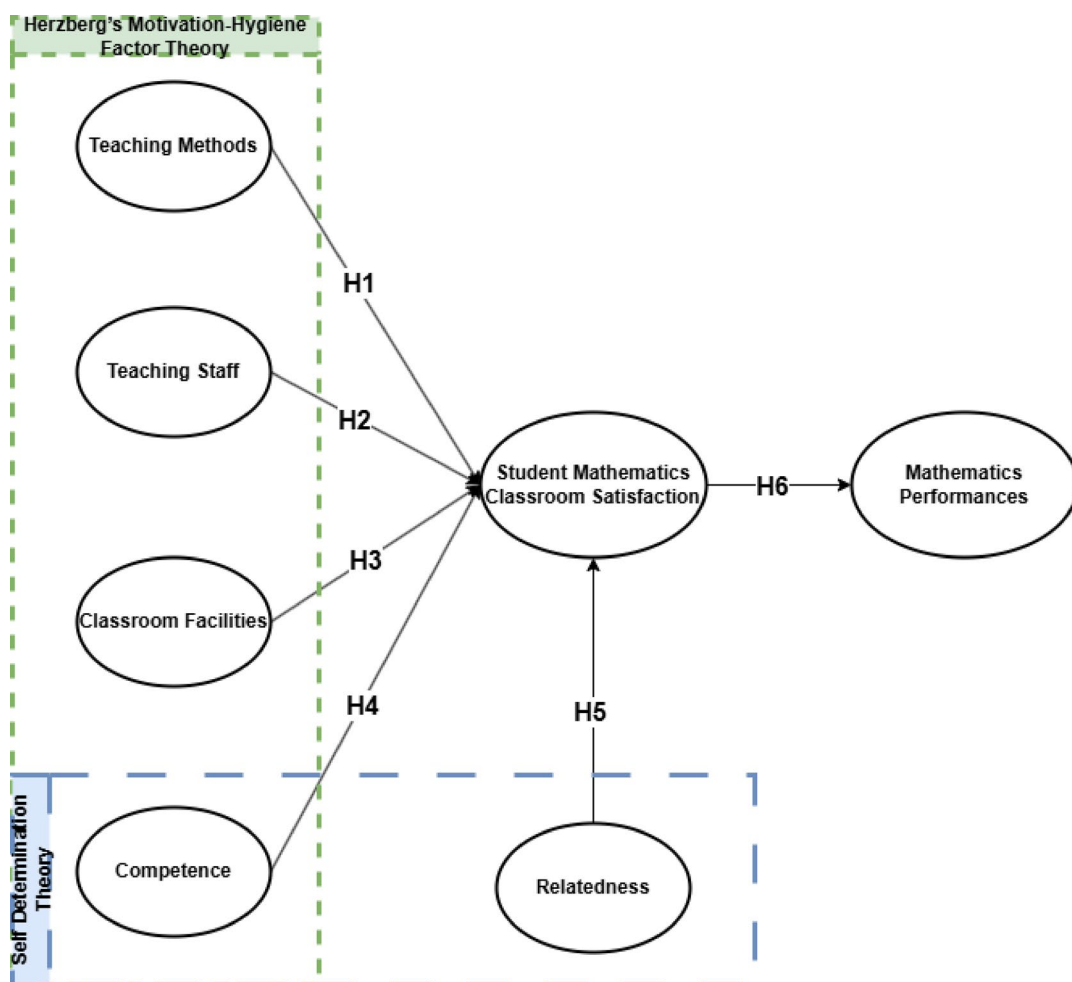 Herzberg's Motivation-Hygiene
Factor Theory
Teaching Methods
H1
Teaching Staff
H2
Student Mathematics
Classroom Satisfaction
H6
Mathematics
Performances
H3
Classroom Facilities
H4
H5
Self Determination
Theory
Competence
Relatedness